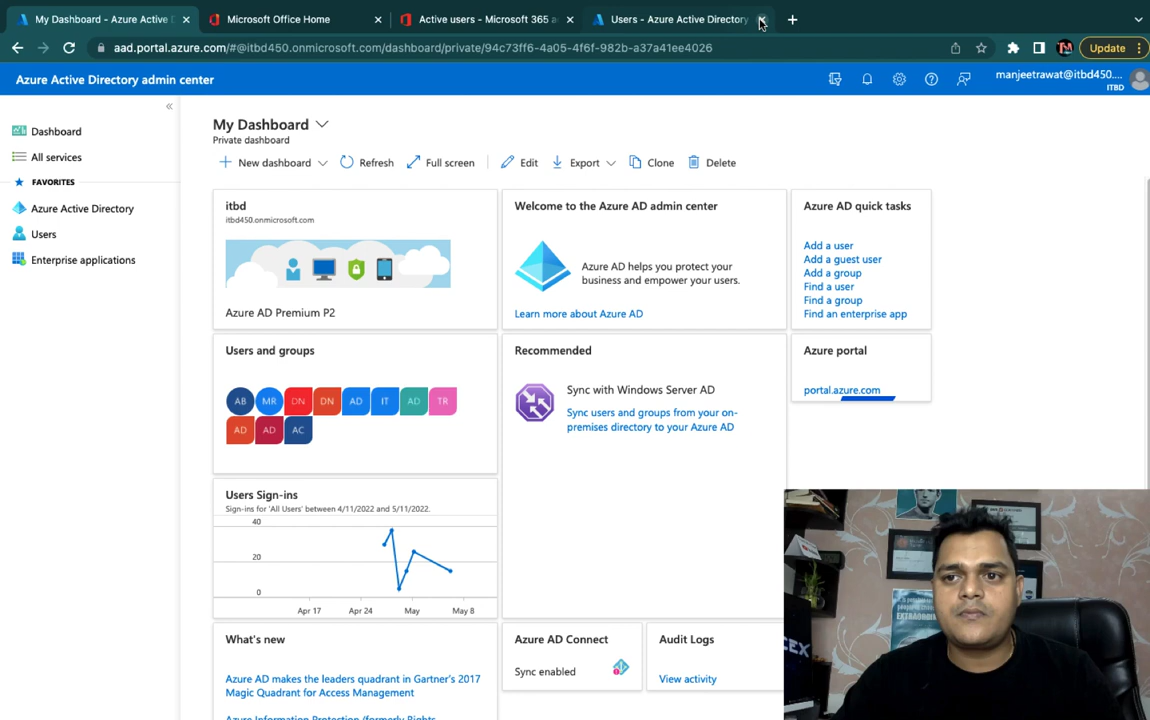 My Dashboard - Azure Active D
Microsoft Office Home
Active users - Microsoft 365 a
Users - Azure Active Directory
aad.portal.azure.com/#@itbd450.onmicrosoft.com/dashboard/private/94c73ff6-4a05-4f6f-982b-a37a41ee4026
Update
Azure Active Directory admin center
manjeetrawat@itbd450....
ITBD
Dashboard
All services
FAVORITES
Azure Active Directory
Users
Enterprise applications
My Dashboard
Private dashboard
New dashboard
Refresh
Full screen
Edit
Export
Clone
Delete
itbd
itbd450.onmicrosoft.com
Azure AD Premium P2
Welcome to the Azure AD admin center
Azure AD helps you protect your
business and empower your users.
Learn more about Azure AD
Azure AD quick tasks
Add a user
Add a guest user
Add a group
Find a user
Find a group
Find an enterprise app
Users and groups
AB MR DN DN AD IT AD TR
AD AD AC
Recommended
Sync with Windows Server AD
Sync users and groups from your on-
premises directory to your Azure AD
Azure portal
portal.azure.com
Users Sign-ins
Sign-ins for 'All Users' between 4/11/2022 and 5/11/2022.
40
20
0
Apr 17 Apr 24 May May 8
What's new
Azure AD makes the leaders quadrant in Gartner's 2017
Magic Quadrant for Access Management
Azure Information Protection (formerly Rights
Azure AD Connect
Sync enabled
Audit Logs
View activity
EXTRAORDIN